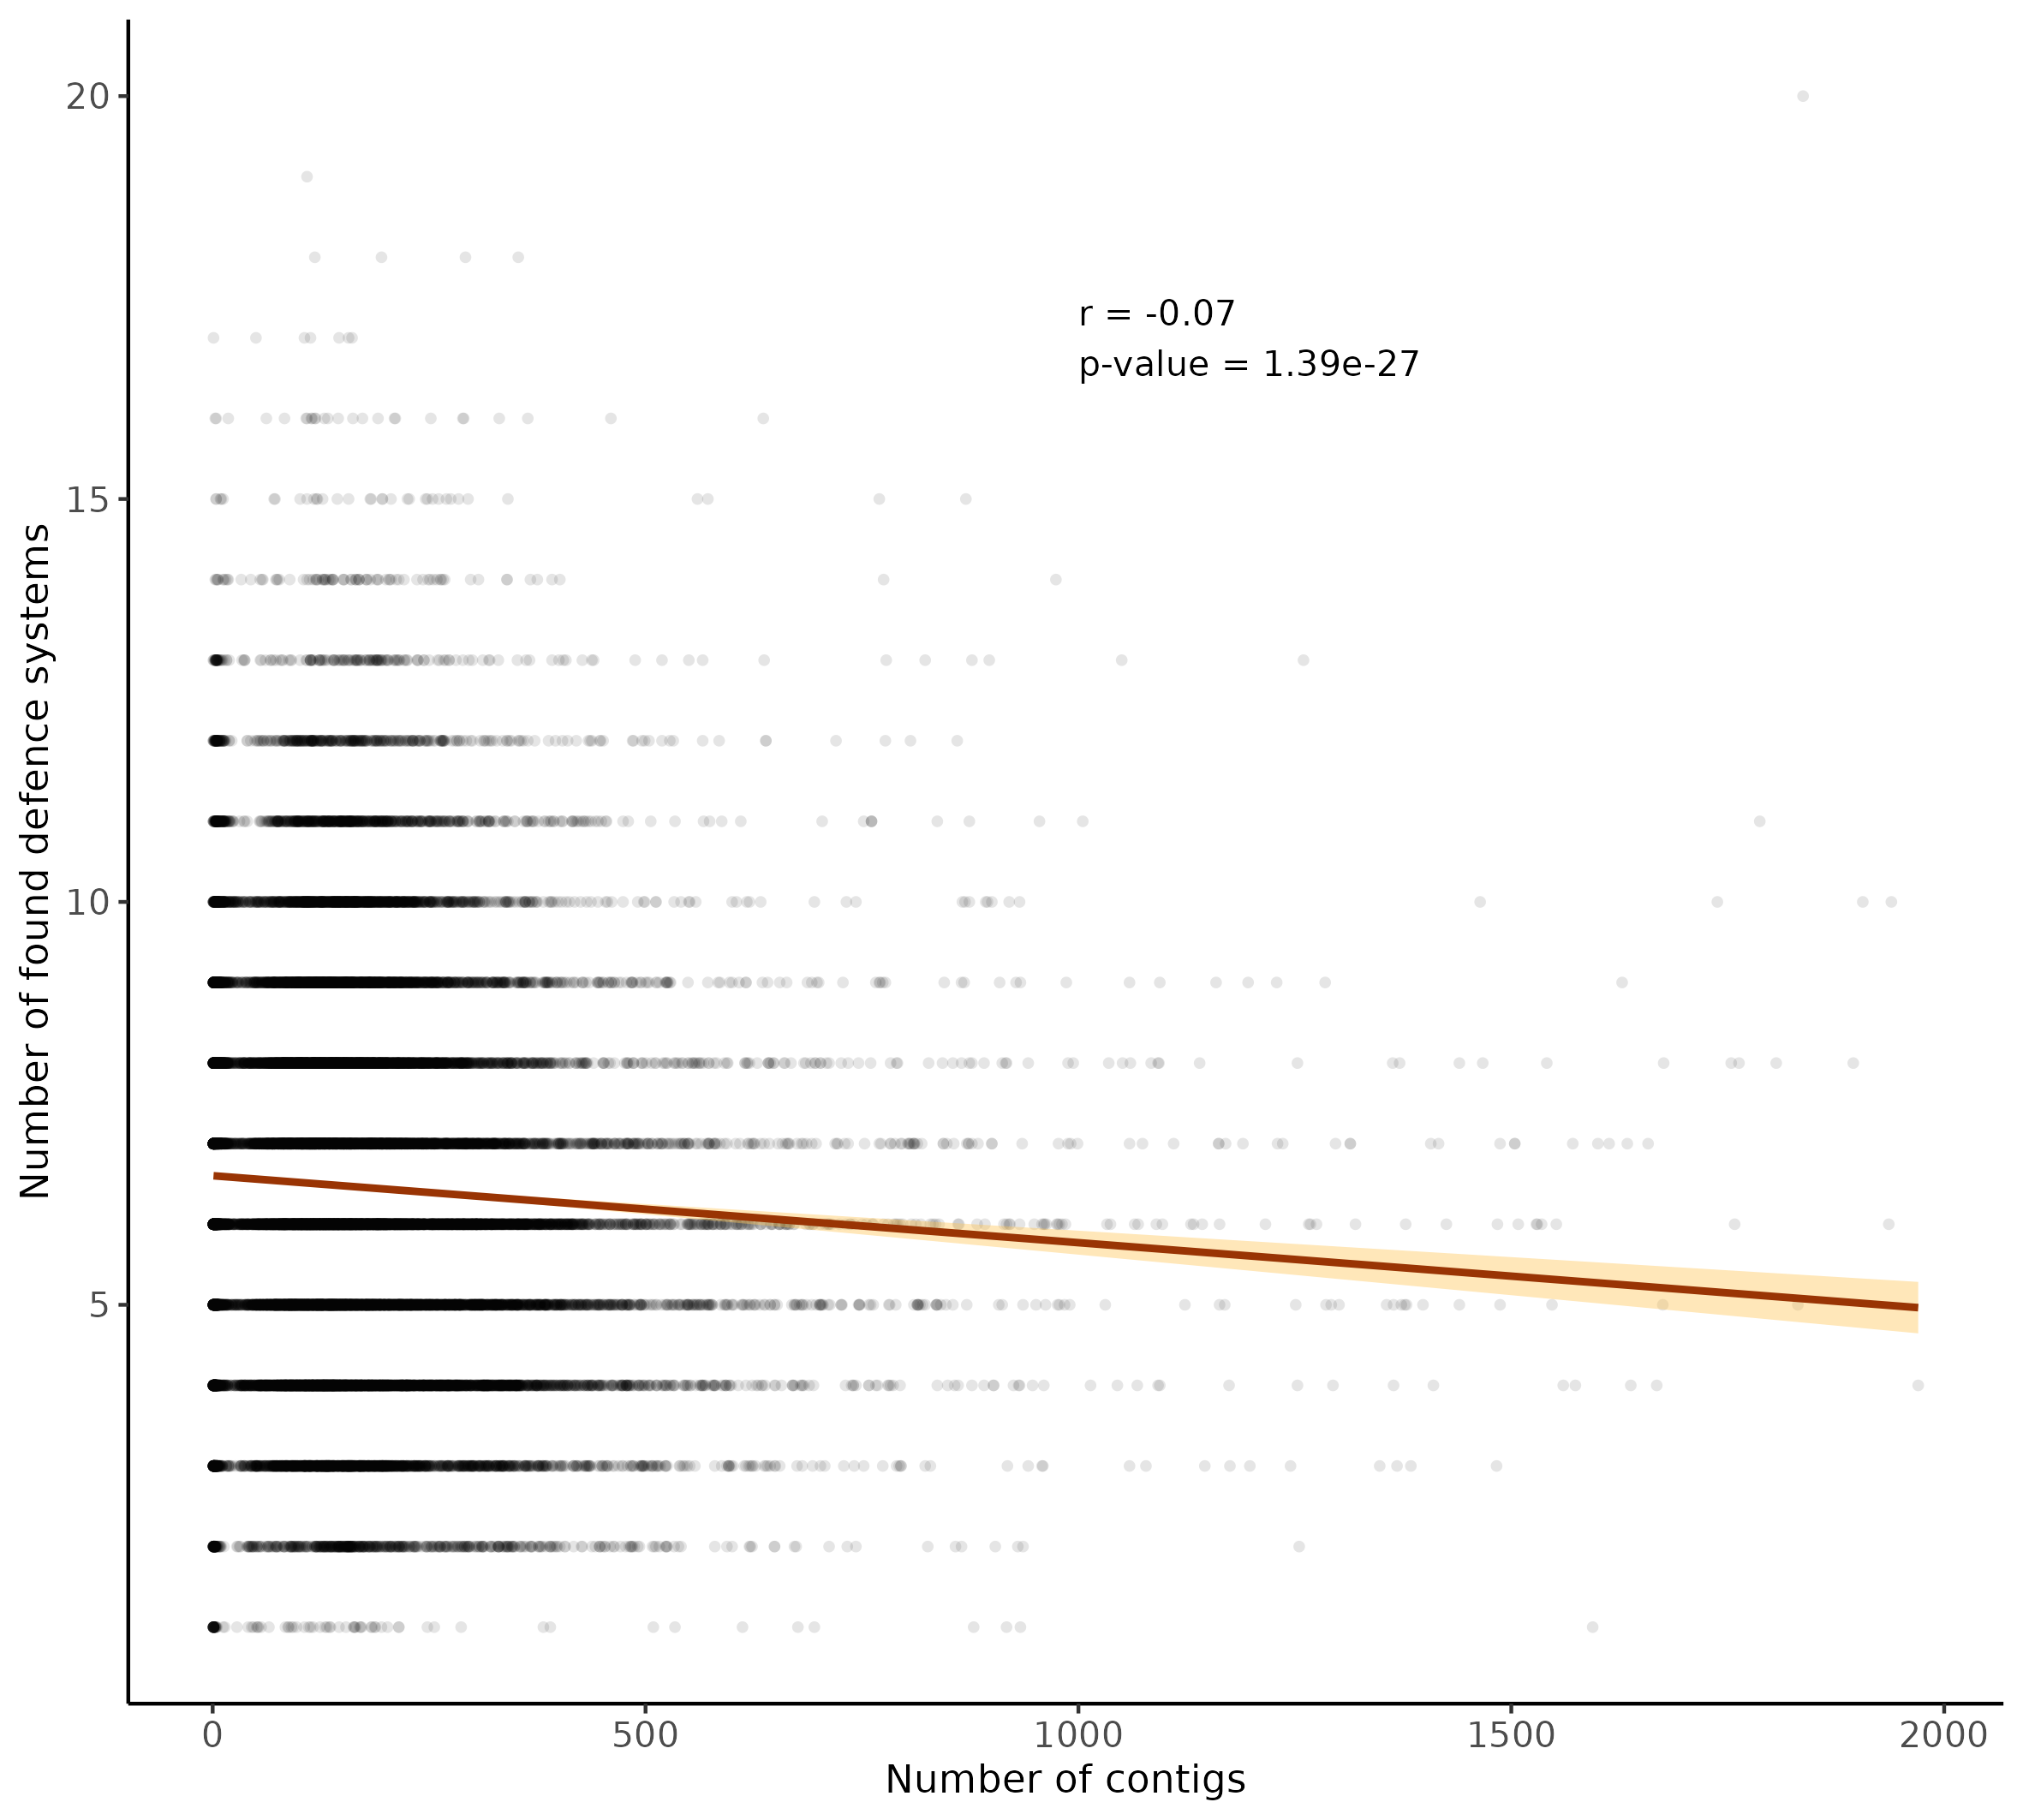 20
r = -0.07
p-value = 1.39e-27
15
Number of found defence systems
10
5
0 500 1000 1500 2000
Number of contigs